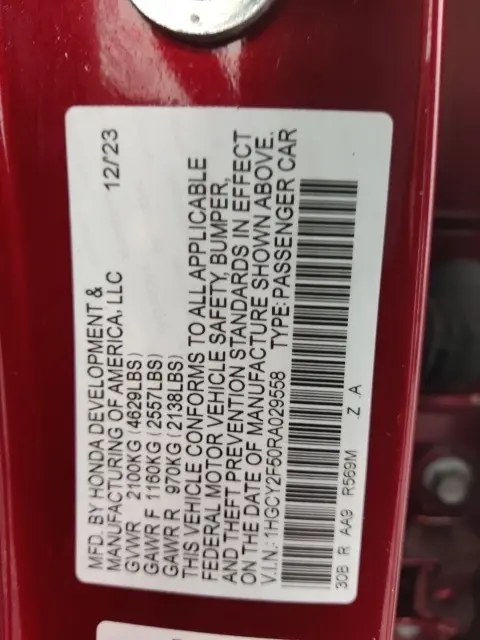 MFD. BY HONDA DEVELOPMENT & 12/'23
MANUFACTURING OF AMERICA, LLC
GVWR 2100KG (4629LBS)
GAWR F 1160KG (2557LBS)
GAWR R 970KG (2138LBS)
THIS VEHICLE CONFORMS TO ALL APPLICABLE
FEDERAL MOTOR VEHICLE SAFETY, BUMPER,
AND THEFT PREVENTION STANDARDS IN EFFECT
ON THE DATE OF MANUFACTURE SHOWN ABOVE.
V.I.N.: 1HGCY2F50RA029558 TYPE: PASSENGER CAR
30B R AA9 R569M Z A